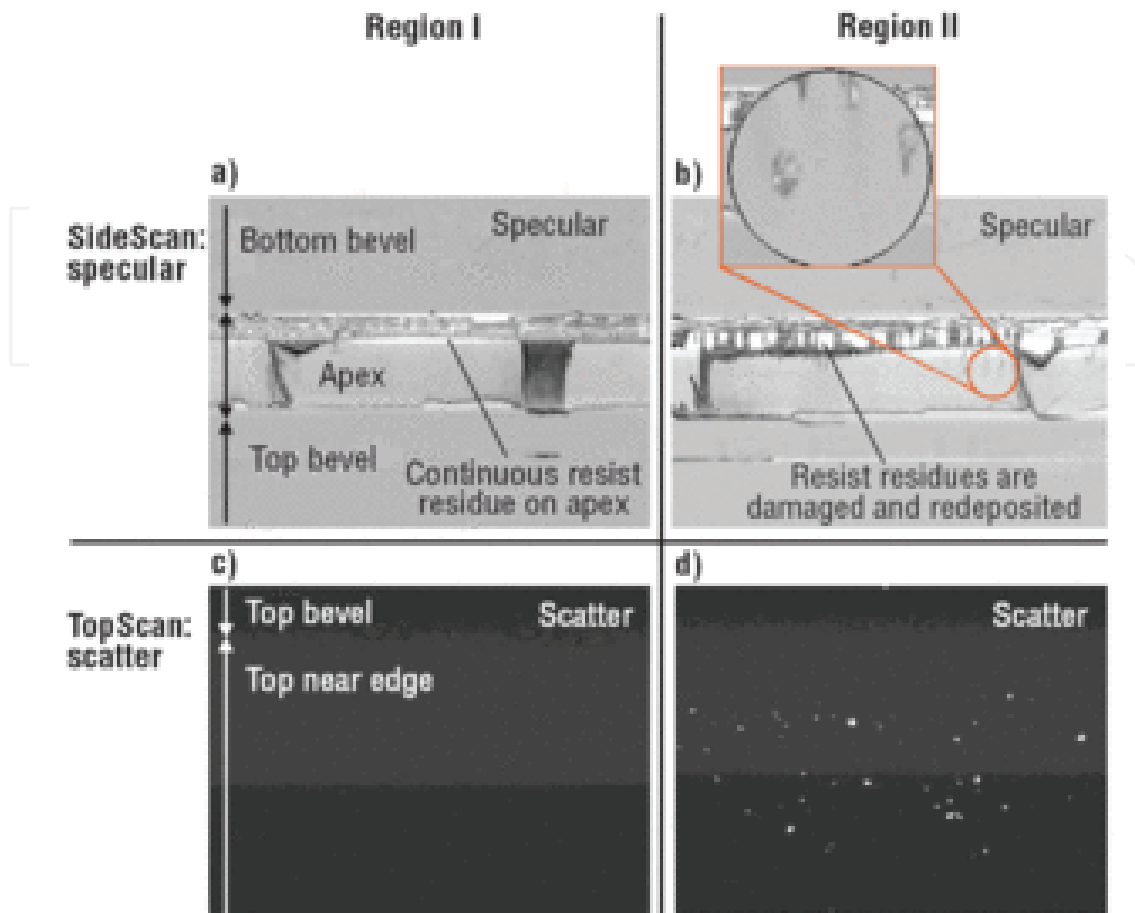 Region I
Region II
a)
b)
SideScan:
specular
Bottom bevel
Specular
Specular
Apex
Top bevel
Continuous resist
residue on apex
Resist residues are
damaged and redeposited
c)
d)
TopScan:
scatter
Top bevel
Scatter
Scatter
Top near edge